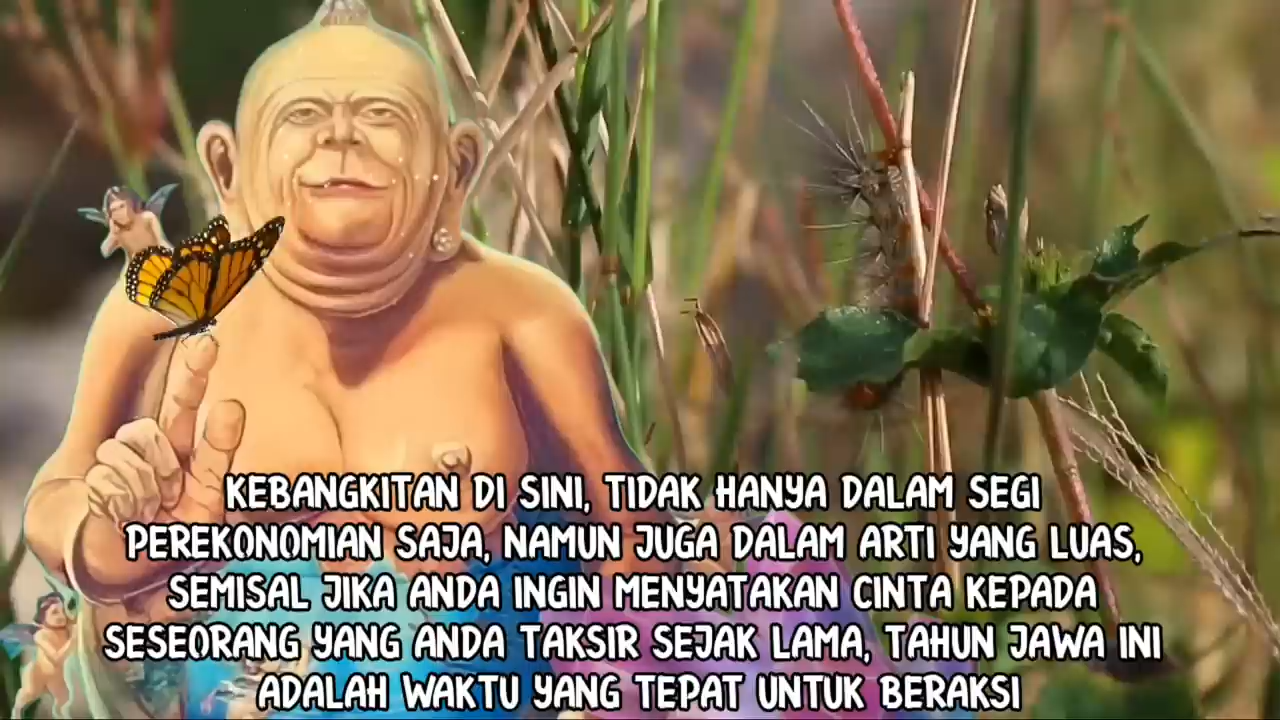 KEBANGKITAN DI SINI, TIDAK HANYA DALAM SEGI
PEREKONOMIAN SAJA, NAMUN JUGA DALAM ARTI YANG LUAS,
SEMISAL JIKA ANDA INGIN MENYATAKAN CINTA KEPADA
SESEORANG YANG ANDA TAKSIR SEJAK LAMA, TAHUN JAWA INI
ADALAH WAKTU YANG TEPAT UNTUK BERAKSI